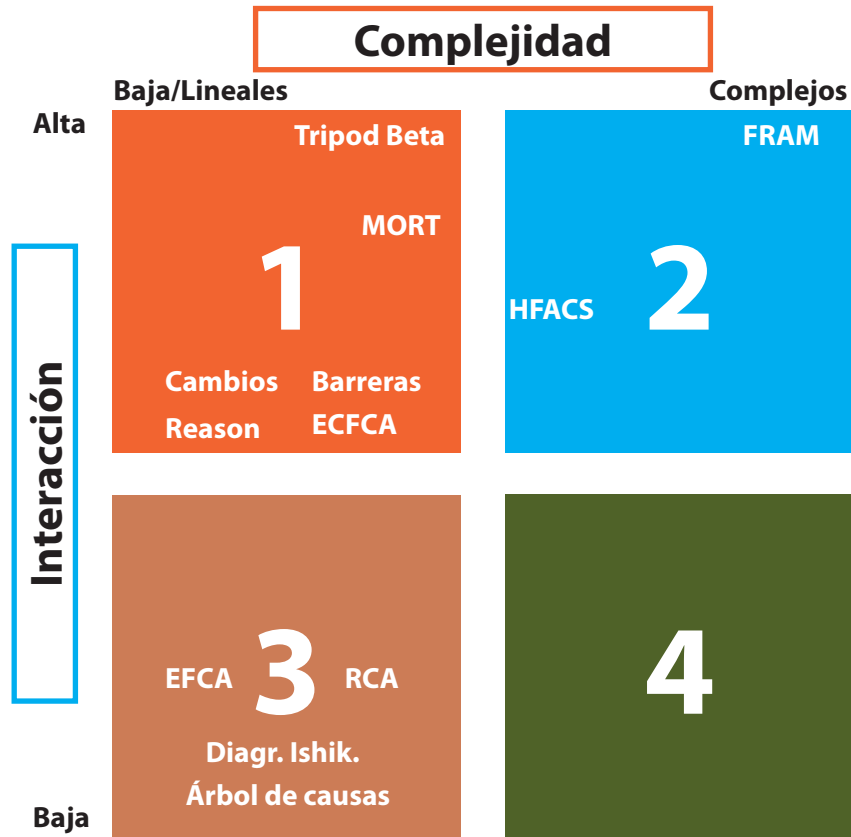 Complejidad
Baja/Lineales
Complejos
Alta
Tripod Beta
MORT
1
Cambios Barreras
Reason ECFCA
FRAM
HFACS 2
Interacción
EFCA 3 RCA
Diagr. Ishik.
Árbol de causas
4
Baja